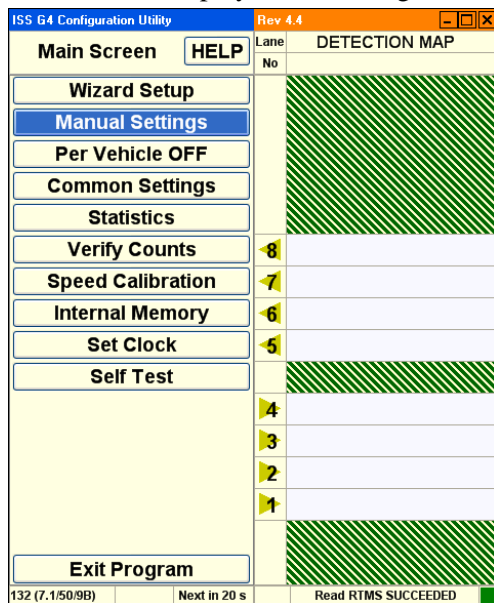 ISS G4 Configuration Utility Rev 4.4
Main Screen HELP Lane DETECTION MAP
No
Wizard Setup
Manual Settings
Per Vehicle OFF
Common Settings
Statistics
Verify Counts 8
Speed Calibration 7
Internal Memory 6
Set Clock 5
Self Test
4
3
2
1
Exit Program
132 (7.1/50/9B) Next in 20 s Read RTMS SUCCEEDED